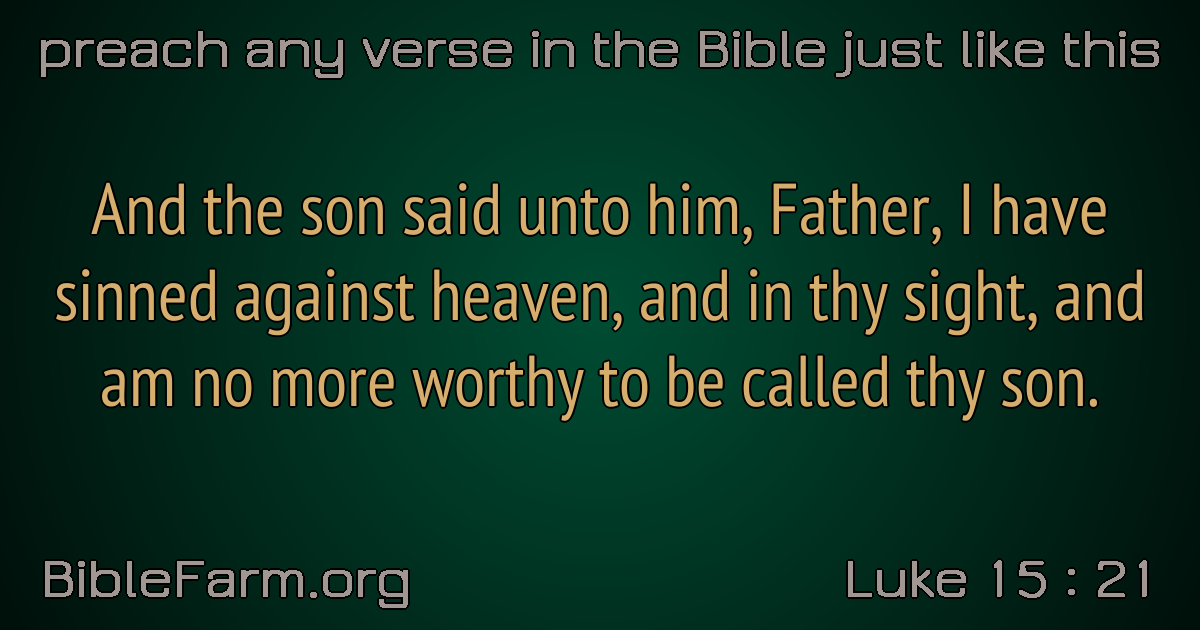 preach any verse in the Bible just like this
And the son said unto him, Father, I have
sinned against heaven, and in thy sight, and
am no more worthy to be called thy son.
BibleFarm.org
Luke 15 : 21